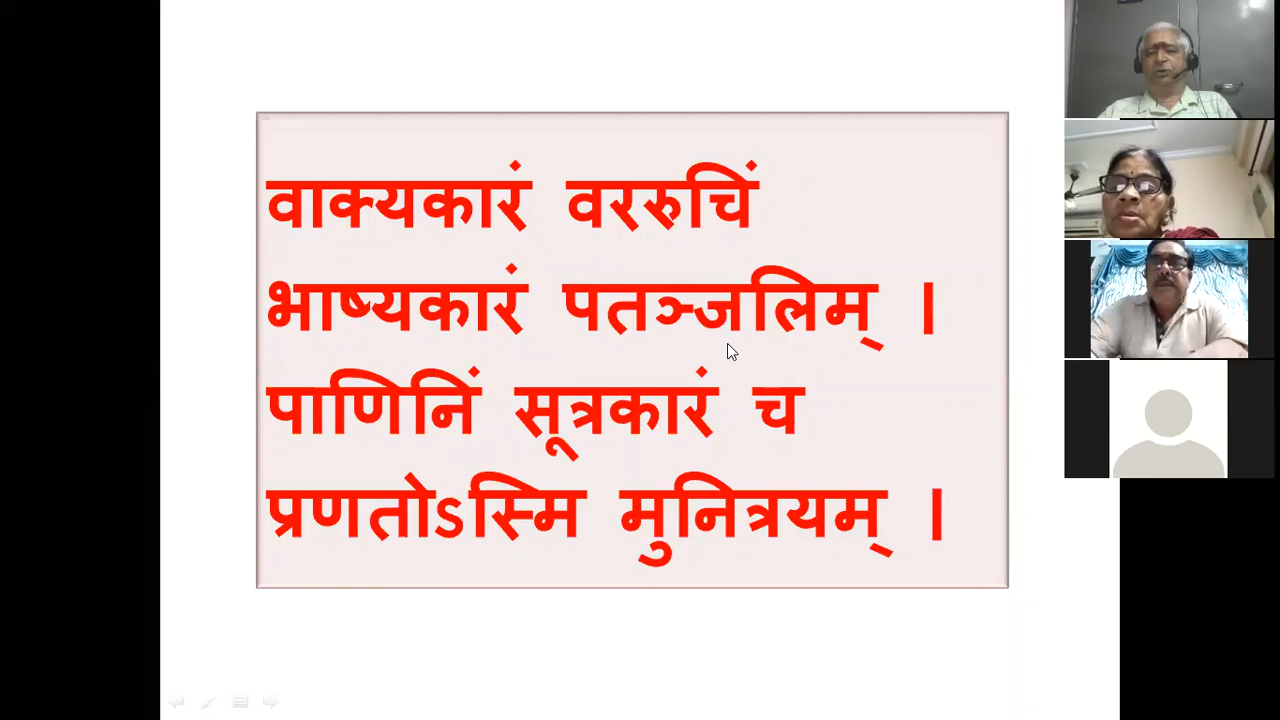 वाक्यकारं वररुचिं
भाष्यकारं पतञ्जलिम् ।
पाणिनिं सूत्रकारं च
प्रणतोऽस्मि मुनित्रयम् ।